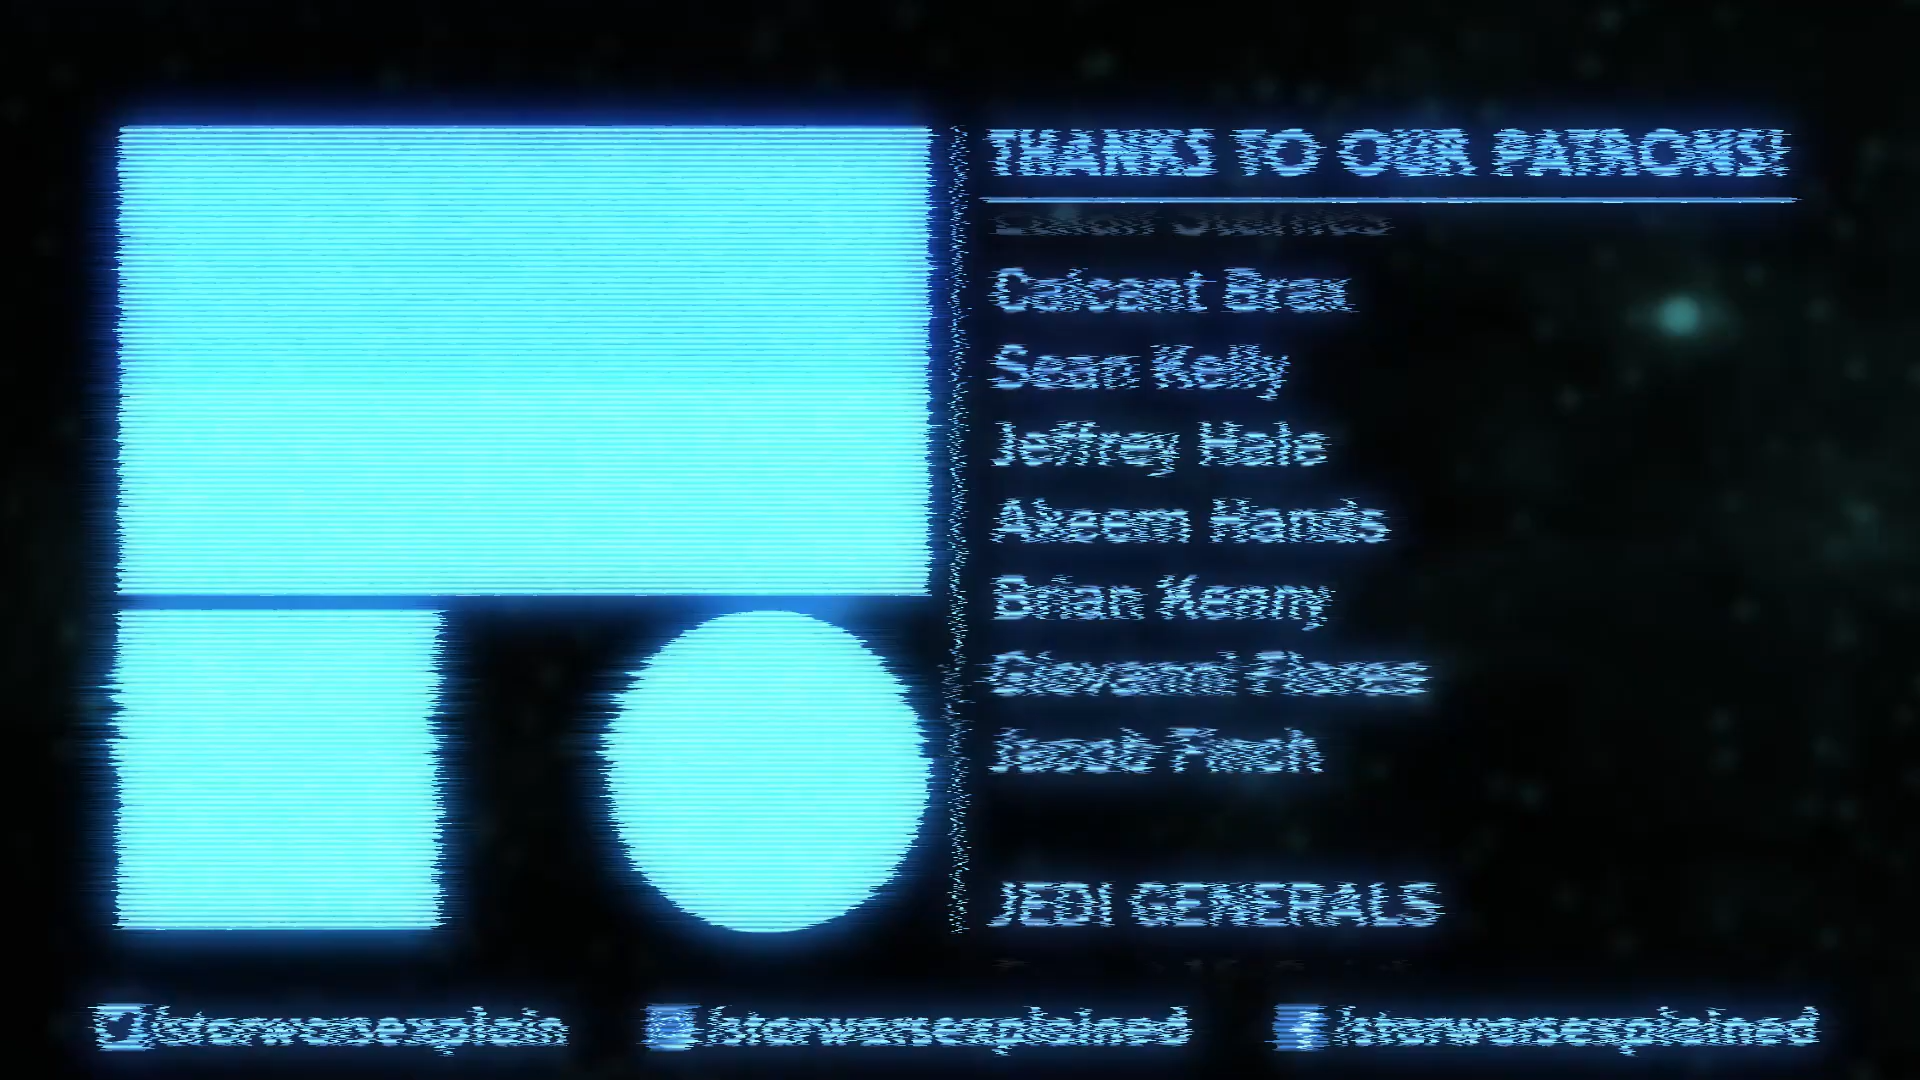 THANKS TO OUR PATRONS!
Calcant Brax
Sean Kelly
Jeffrey Hale
Akeem Hands
Brian Kenny
Giovanni Flores
Jacob Finch
JEDI GENERALS
/starwarsexplain
/starwarsexplained
/starwarsexplained